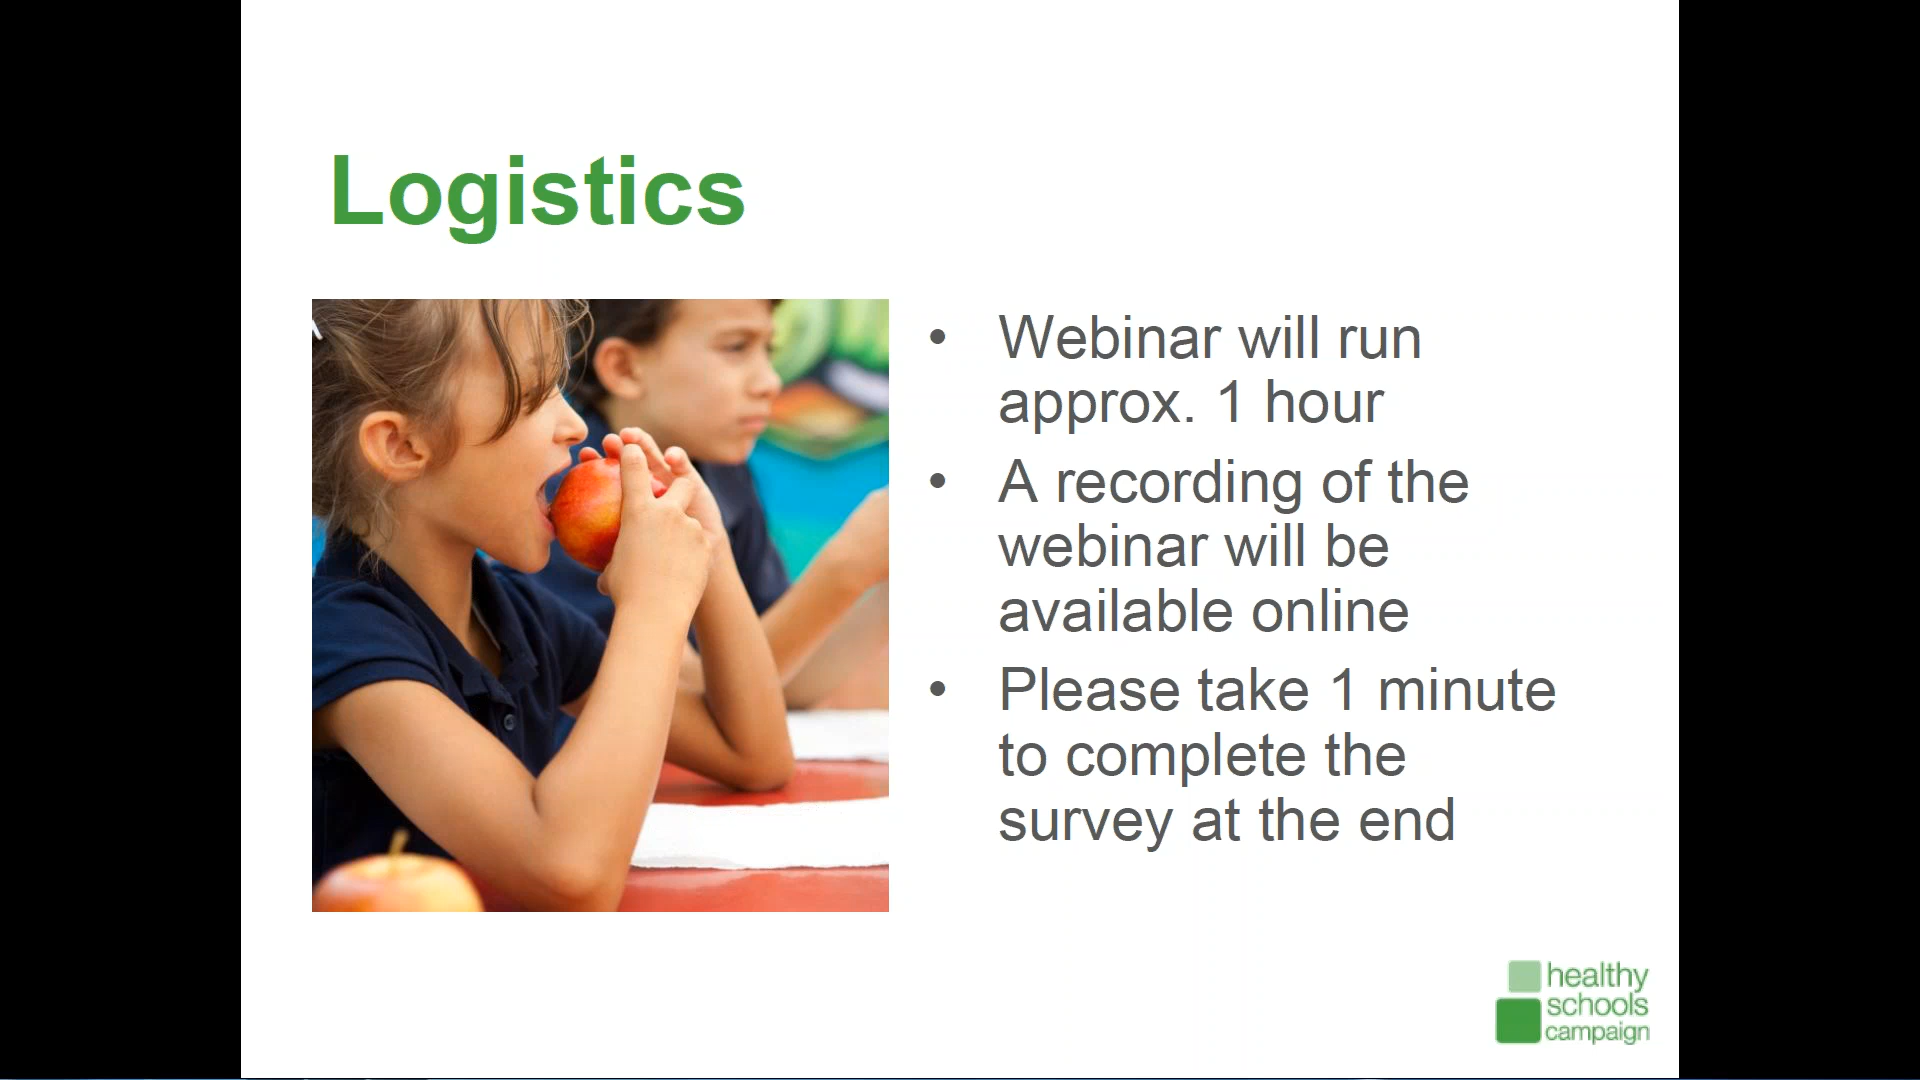 Logistics
• Webinar will run
approx. 1 hour
• A recording of the
webinar will be
available online
• Please take 1 minute
to complete the
survey at the end
healthy
schools
campaign